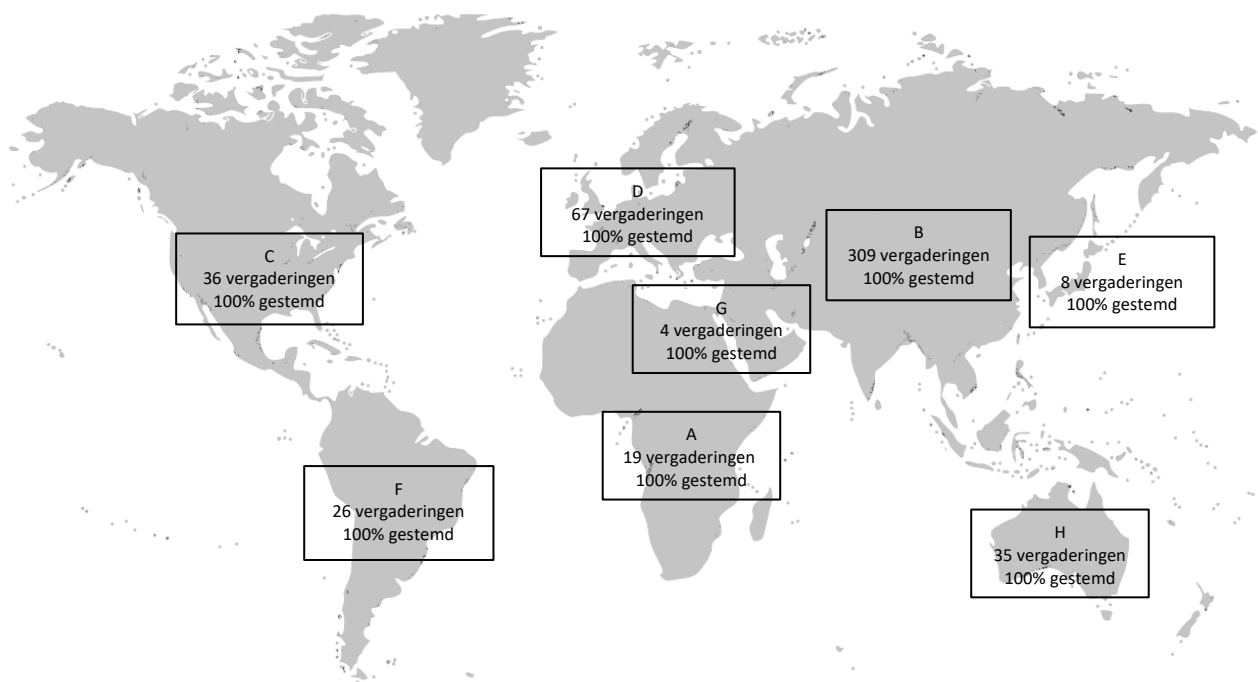 D
67 vergaderingen
100% gestemd
B
309 vergaderingen
100% gestemd
C
36 vergaderingen
100% gestemd
E
8 vergaderingen
100% gestemd
G
4 vergaderingen
100% gestemd
A
19 vergaderingen
100% gestemd
F
26 vergaderingen
100% gestemd
H
35 vergaderingen
100% gestemd